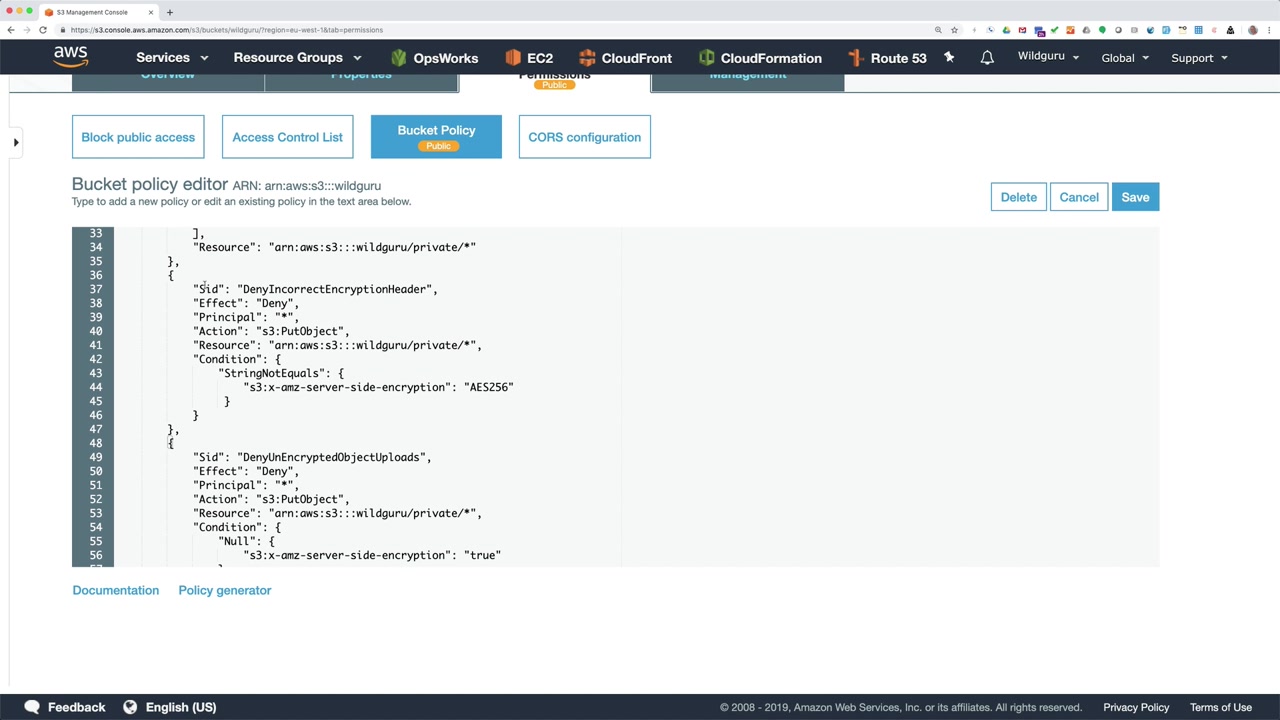 S3 Management Console
https://s3.console.aws.amazon.com/s3/buckets/wildguru/?region=eu-west-1&tab=permissions
aws Services Resource Groups OpsWorks EC2 CloudFront CloudFormation Route 53 Wildguru Global Support
Overview Properties Permissions Management
Public
Block public access Access Control List Bucket Policy CORS configuration
Public
Bucket policy editor ARN: arn:aws:s3:::wildguru
Type to add a new policy or edit an existing policy in the text area below.
Delete Cancel Save
33 ],
34 "Resource": "arn:aws:s3:::wildguru/private/*"
35 },
36 {
37 "Sid": "DenyIncorrectEncryptionHeader",
38 "Effect": "Deny",
39 "Principal": "*",
40 "Action": "s3:PutObject",
41 "Resource": "arn:aws:s3:::wildguru/private/*",
42 "Condition": {
43 "StringNotEquals": {
44 "s3:x-amz-server-side-encryption": "AES256"
45 }
46 }
47 },
48 {
49 "Sid": "DenyUnEncryptedObjectUploads",
50 "Effect": "Deny",
51 "Principal": "*",
52 "Action": "s3:PutObject",
53 "Resource": "arn:aws:s3:::wildguru/private/*",
54 "Condition": {
55 "Null": {
56 "s3:x-amz-server-side-encryption": "true"
Documentation Policy generator
Feedback English (US) © 2008 - 2019, Amazon Web Services, Inc. or its affiliates. All rights reserved. Privacy Policy Terms of Use